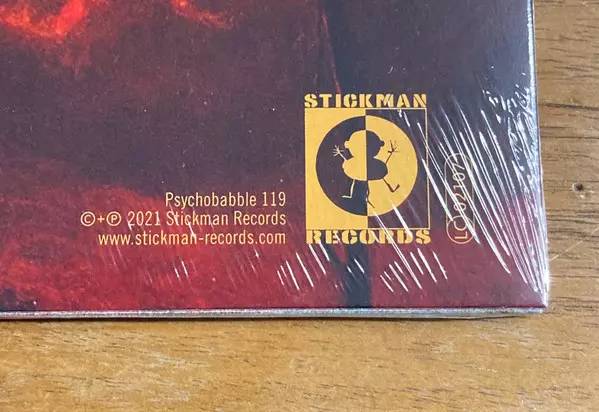 STICKMAN
RECORDS
Psychobabble 119
©+℗ 2021 Stickman Records
www.stickman-records.com